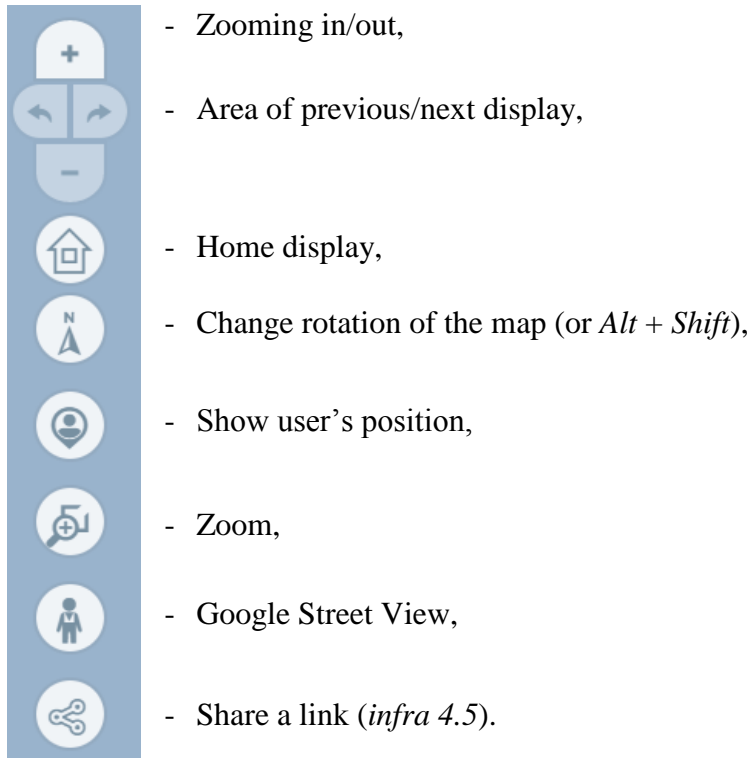 - Zooming in/out,
- Area of previous/next display,
- Home display,
N
- Change rotation of the map (or Alt + Shift),
- Show user’s position,
- Zoom,
- Google Street View,
- Share a link (infra 4.5).